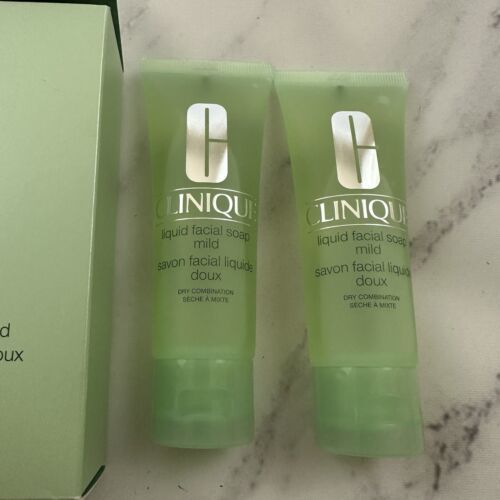 d
oux
C
CLINIQUE
liquid facial soap
mild
savon facial liquide
doux
DRY COMBINATION
SÈCHE À MIXTE
C
CLINIQUE
liquid facial soap
mild
savon facial liquide
doux
DRY COMBINATION
SÈCHE À MIXTE